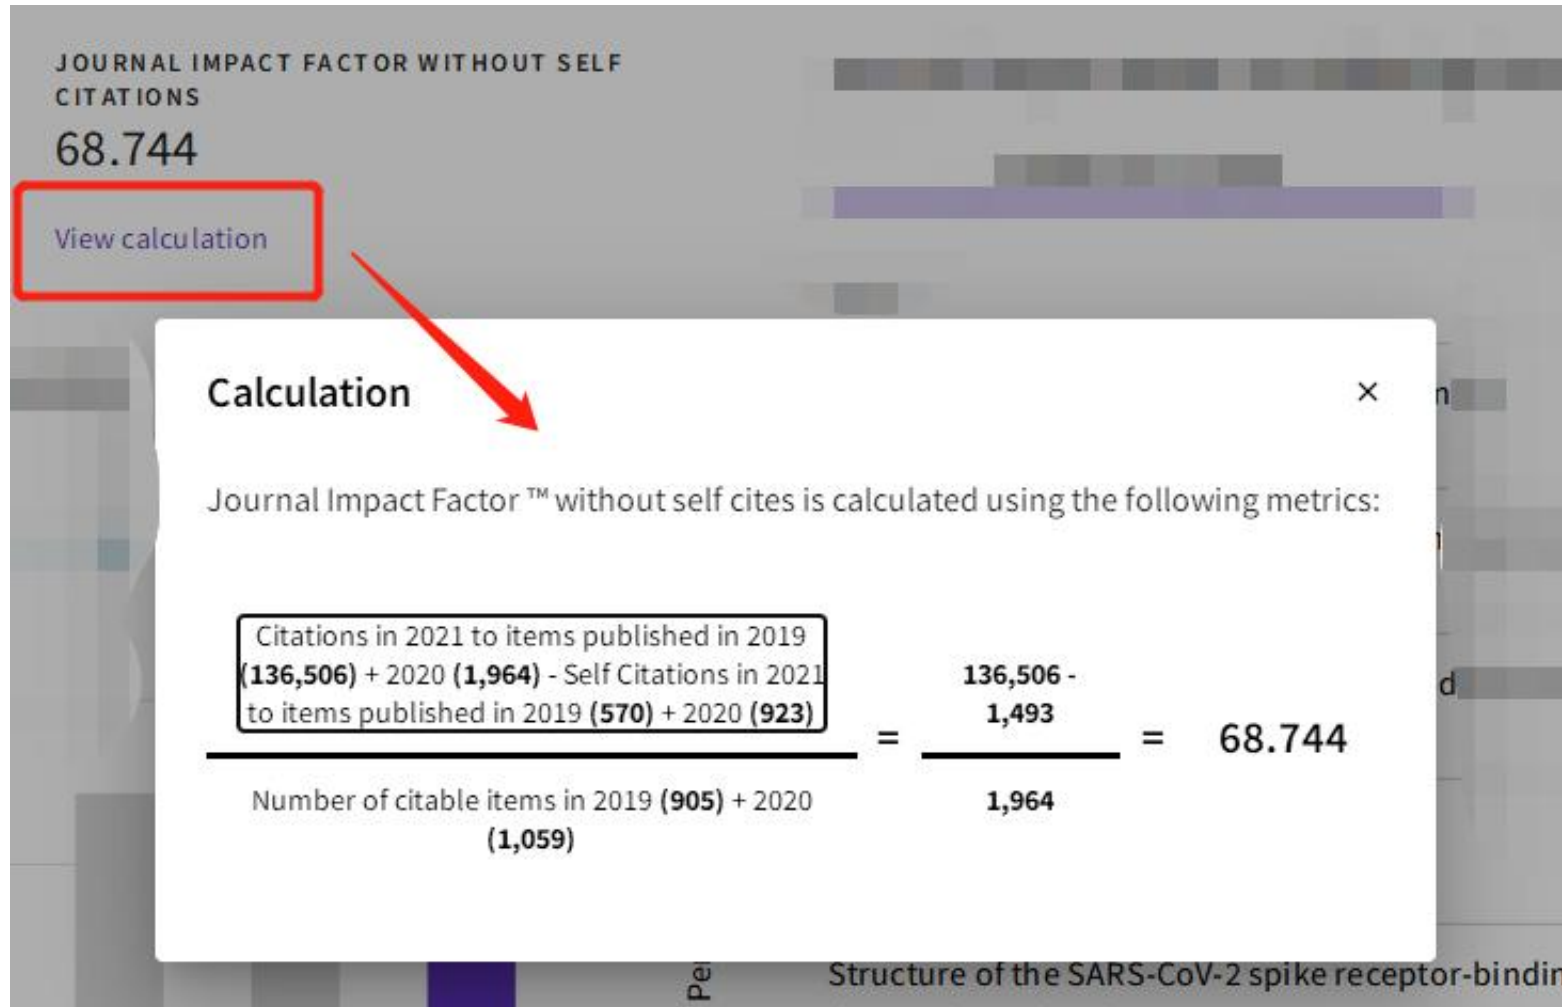 JOURNAL IMPACT FACTOR WITHOUT SELF
CITATIONS
68.744
View calculation
Calculation
×
Journal Impact Factor ™ without self cites is calculated using the following metrics:
Citations in 2021 to items published in 2019
(136,506) + 2020 (1,964) - Self Citations in 2021
to items published in 2019 (570) + 2020 (923)
Number of citable items in 2019 (905) + 2020
(1,059)
=
136,506 -
1,493
1,964
=
68.744
Structure of the SARS-CoV-2 spike